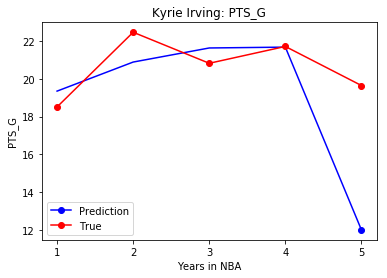 Kyrie Irving: PTS_G
22
20
18
16
14
12
PTS_G
Prediction
True
1 2 3 4 5
Years in NBA